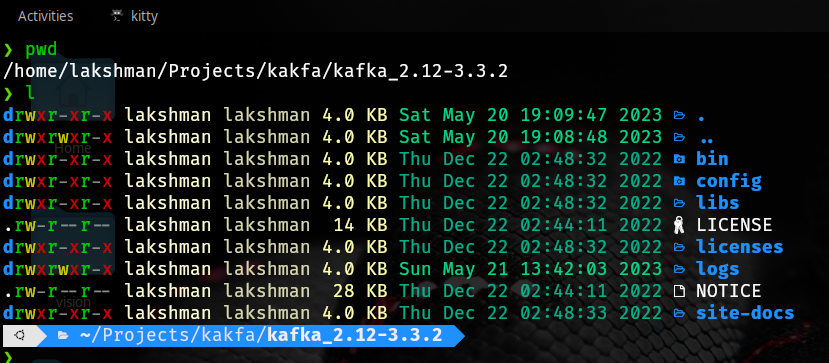 Activities kitty
❯ pwd
/home/lakshman/Projects/kakfa/kafka_2.12-3.3.2
❯ l
drwxr-xr-x lakshman lakshman 4.0 KB Sat May 20 19:09:47 2023 .
drwxrwxr-x lakshman lakshman 4.0 KB Sat May 20 19:08:48 2023 ..
drwxr-xr-x lakshman lakshman 4.0 KB Thu Dec 22 02:48:32 2022 bin
drwxr-xr-x lakshman lakshman 4.0 KB Thu Dec 22 02:48:32 2022 config
drwxr-xr-x lakshman lakshman 4.0 KB Thu Dec 22 02:48:32 2022 libs
.rw-r--r-- lakshman lakshman 14 KB Thu Dec 22 02:44:11 2022 LICENSE
drwxr-xr-x lakshman lakshman 4.0 KB Thu Dec 22 02:48:32 2022 licenses
drwxrwxr-x lakshman lakshman 4.0 KB Sun May 21 13:42:03 2023 logs
.rw-r--r-- lakshman lakshman 28 KB Thu Dec 22 02:44:11 2022 NOTICE
drwxr-xr-x lakshman lakshman 4.0 KB Thu Dec 22 02:48:33 2022 site-docs
~/Projects/kakfa/kafka_2.12-3.3.2
❯
Home
vision